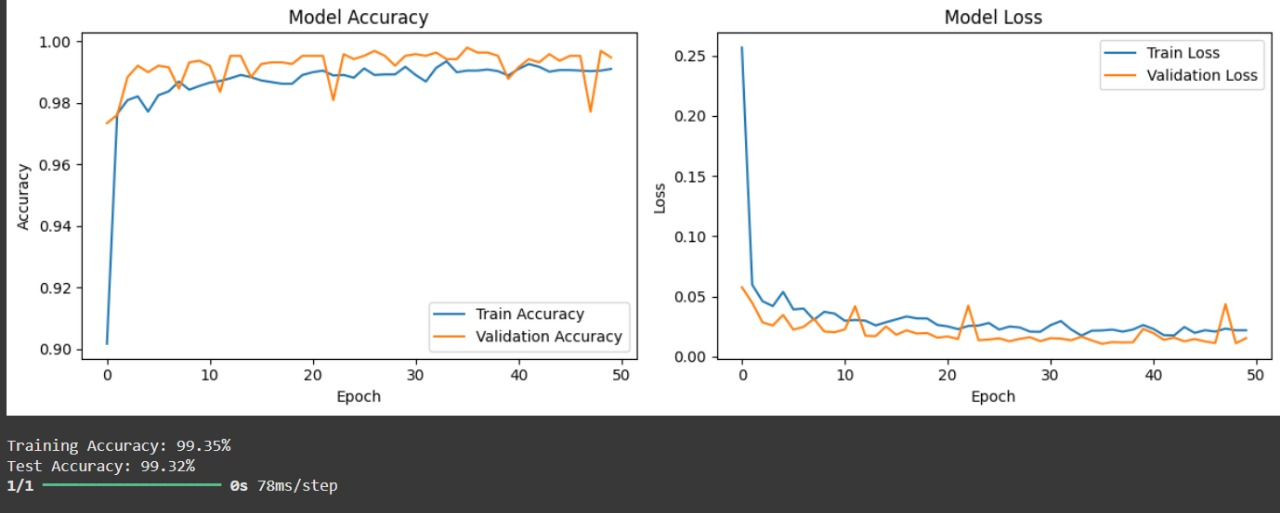 Model Accuracy
1.00
0.98
0.96
0.94
0.92
0.90
Accuracy
0
10
20
30
40
50
Epoch
Train Accuracy
Validation Accuracy
Model Loss
0.25
0.20
0.15
0.10
0.05
0.00
Loss
0
10
20
30
40
50
Epoch
Train Loss
Validation Loss
Training Accuracy: 99.35%
Test Accuracy: 99.32%
1/1 0s 78ms/step